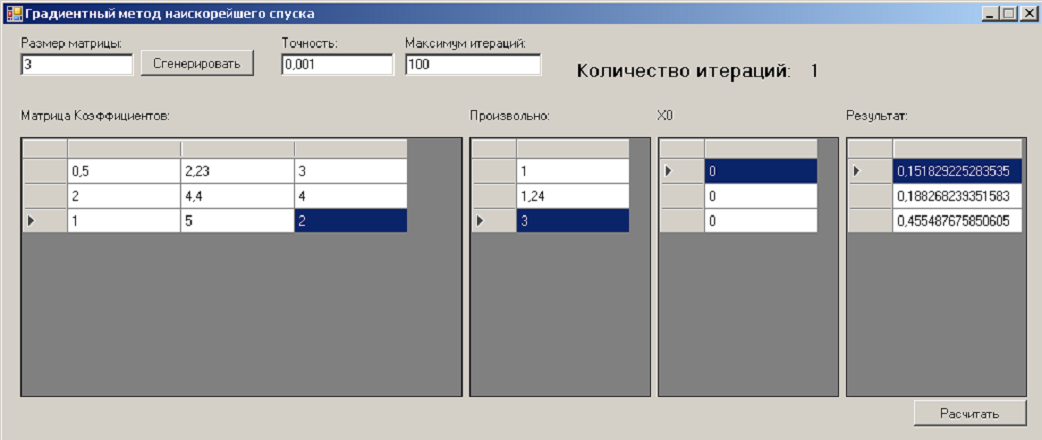 Градиентный метод наискорейшего спуска
Размер матрицы: Точность: Максимум итераций:
3 Сгенерировать 0,001 100
Количество итераций: 1
Матрица Коэффициентов: Произвольно: X0 Результат:
0,5 2,23 3 1 0 0,151829225283535
2 4,4 4 1,24 0 0,188268239351583
1 5 2 3 0 0,455487675850605
Расчитать